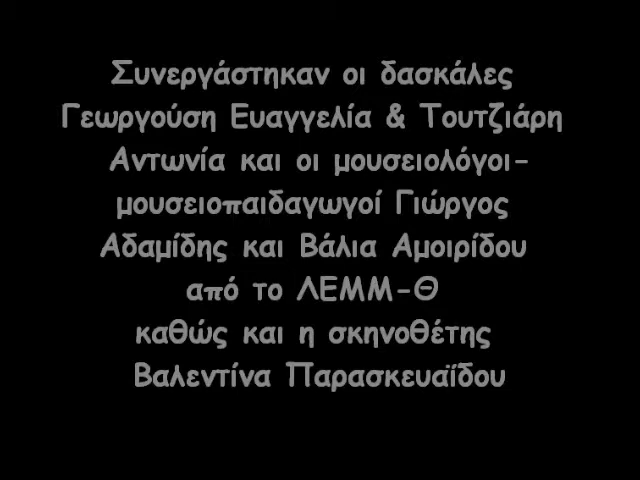 Συνεργάστηκαν οι δασκάλες
Γεωργούση Ευαγγελία & Τουτζιάρη
Αντωνία και οι μουσειολόγοι-
μουσειοπαιδαγωγοί Γιώργος
Αδαμίδης και Βάλια Αμοιρίδου
από το ΛΕΜΜ-Θ
καθώς και η σκηνοθέτης
Βαλεντίνα Παρασκευαΐδου